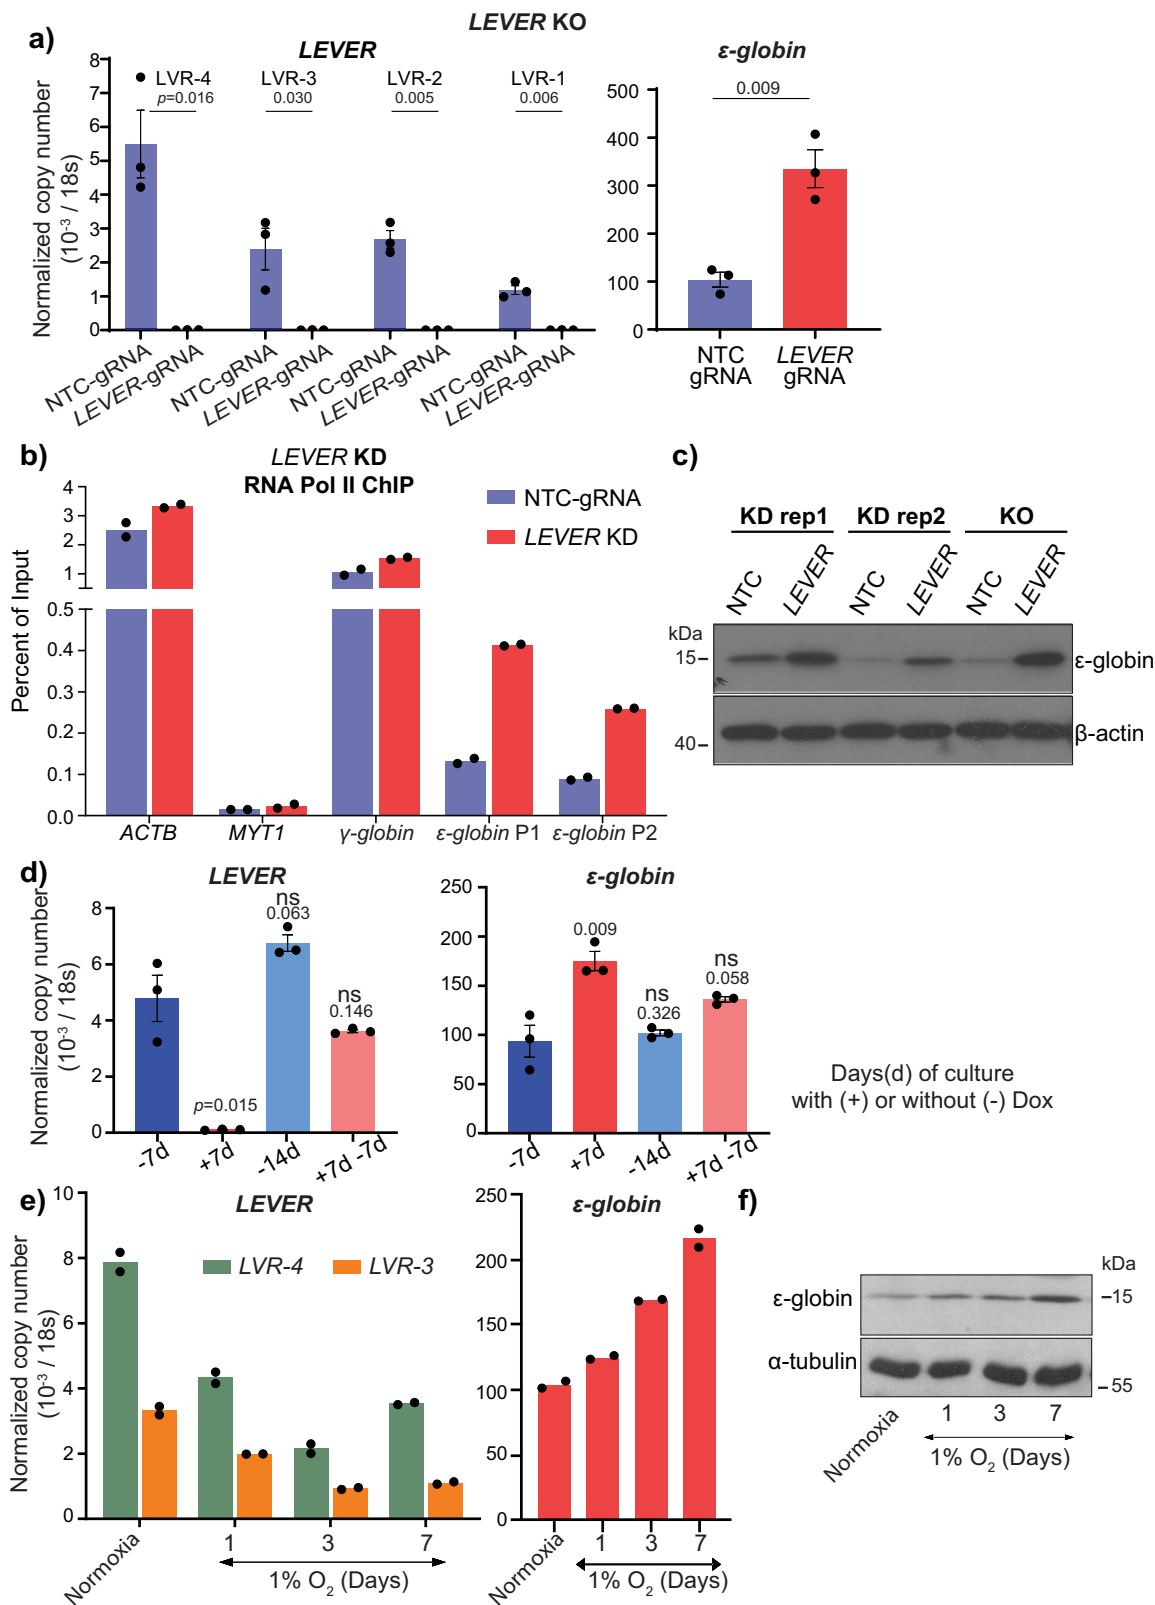 LEVER KO
a)
LEVER
ε-globin
Normalized copy number
(10⁻³ / 18s)
8
7
6
5
4
3
2
1
0
LVR-4
LVR-3
LVR-2
LVR-1
p=0.016
0.030
0.005
0.006
NTC-gRNA
LEVER-gRNA
NTC-gRNA
LEVER-gRNA
NTC-gRNA
LEVER-gRNA
NTC-gRNA
LEVER-gRNA
0.009
500
400
300
200
100
0
NTC
gRNA
LEVER
gRNA
b)
LEVER KD
RNA Pol II ChIP
NTC-gRNA
LEVER KD
Percent of Input
4
3
2
1
0.5
0.4
0.3
0.2
0.1
0.0
ACTB
MYT1
γ-globin
ε-globin P1
ε-globin P2
c)
KD rep1
KD rep2
KO
NTC
LEVER
NTC
LEVER
NTC
LEVER
kDa
15
ε-globin
40
β-actin
d)
LEVER
Normalized copy number
(10⁻³ / 18s)
8
6
4
2
0
p=0.015
ns
0.063
ns
0.146
-7d
+7d
-14d
+7d -7d
ε-globin
250
200
150
100
50
0
0.009
ns
0.326
ns
0.058
-7d
+7d
-14d
+7d -7d
Days(d) of culture
with (+) or without (-) Dox
e)
LEVER
Normalized copy number
(10⁻³ / 18s)
10
8
6
4
2
0
LVR-4
LVR-3
Normoxia
1
3
7
1% O₂ (Days)
ε-globin
250
200
150
100
50
0
Normoxia
1
3
7
1% O₂ (Days)
f)
kDa
ε-globin
15
α-tubulin
55
Normoxia
1
3
7
1% O₂ (Days)